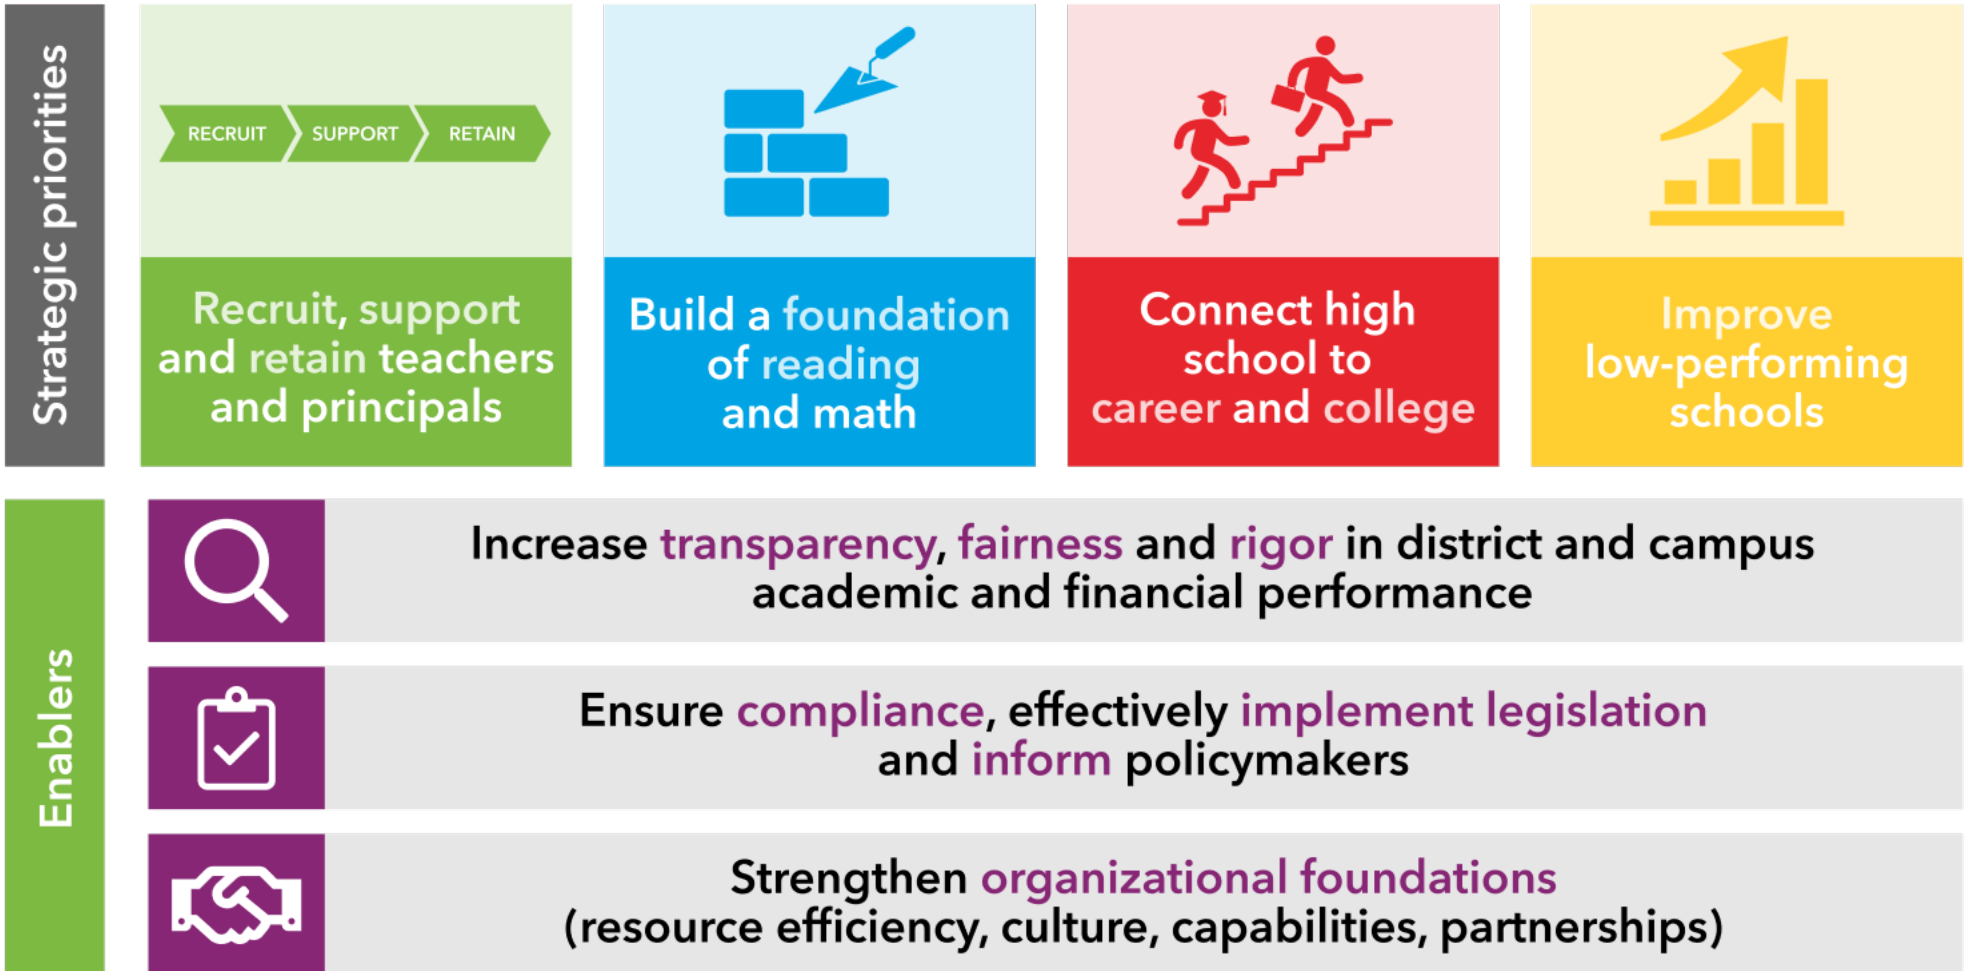 Strategic priorities
RECRUIT
SUPPORT
RETAIN
Recruit, support
and retain teachers
and principals
Build a foundation
of reading
and math
Connect high
school to
career and college
Improve
low-performing
schools
Enablers
Increase transparency, fairness and rigor in district and campus
academic and financial performance
Ensure compliance, effectively implement legislation
and inform policymakers
Strengthen organizational foundations
(resource efficiency, culture, capabilities, partnerships)